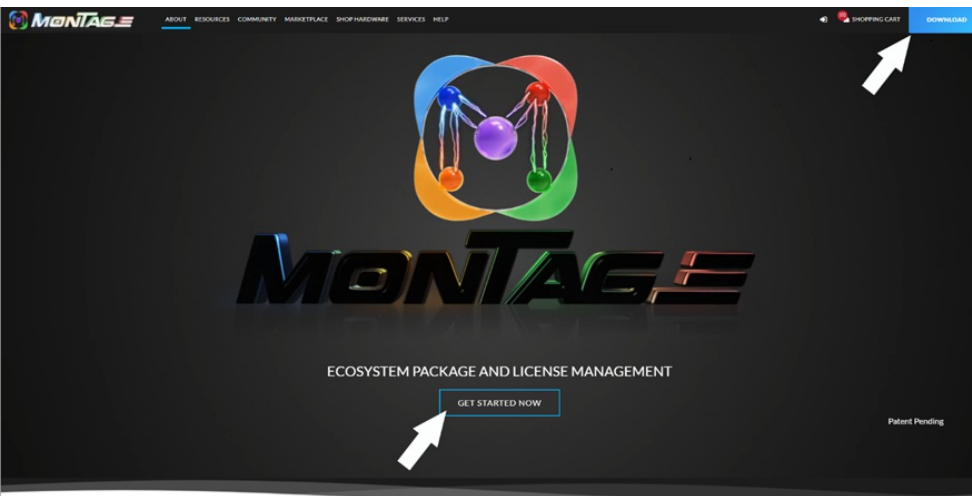 MONTAGE
ABOUT RESOURCES COMMUNITY MARKETPLACE SHOP HARDWARE SERVICES HELP
SHOPPING CART
DOWNLOAD
MONTAGE
ECOSYSTEM PACKAGE AND LICENSE MANAGEMENT
GET STARTED NOW
Patent Pending